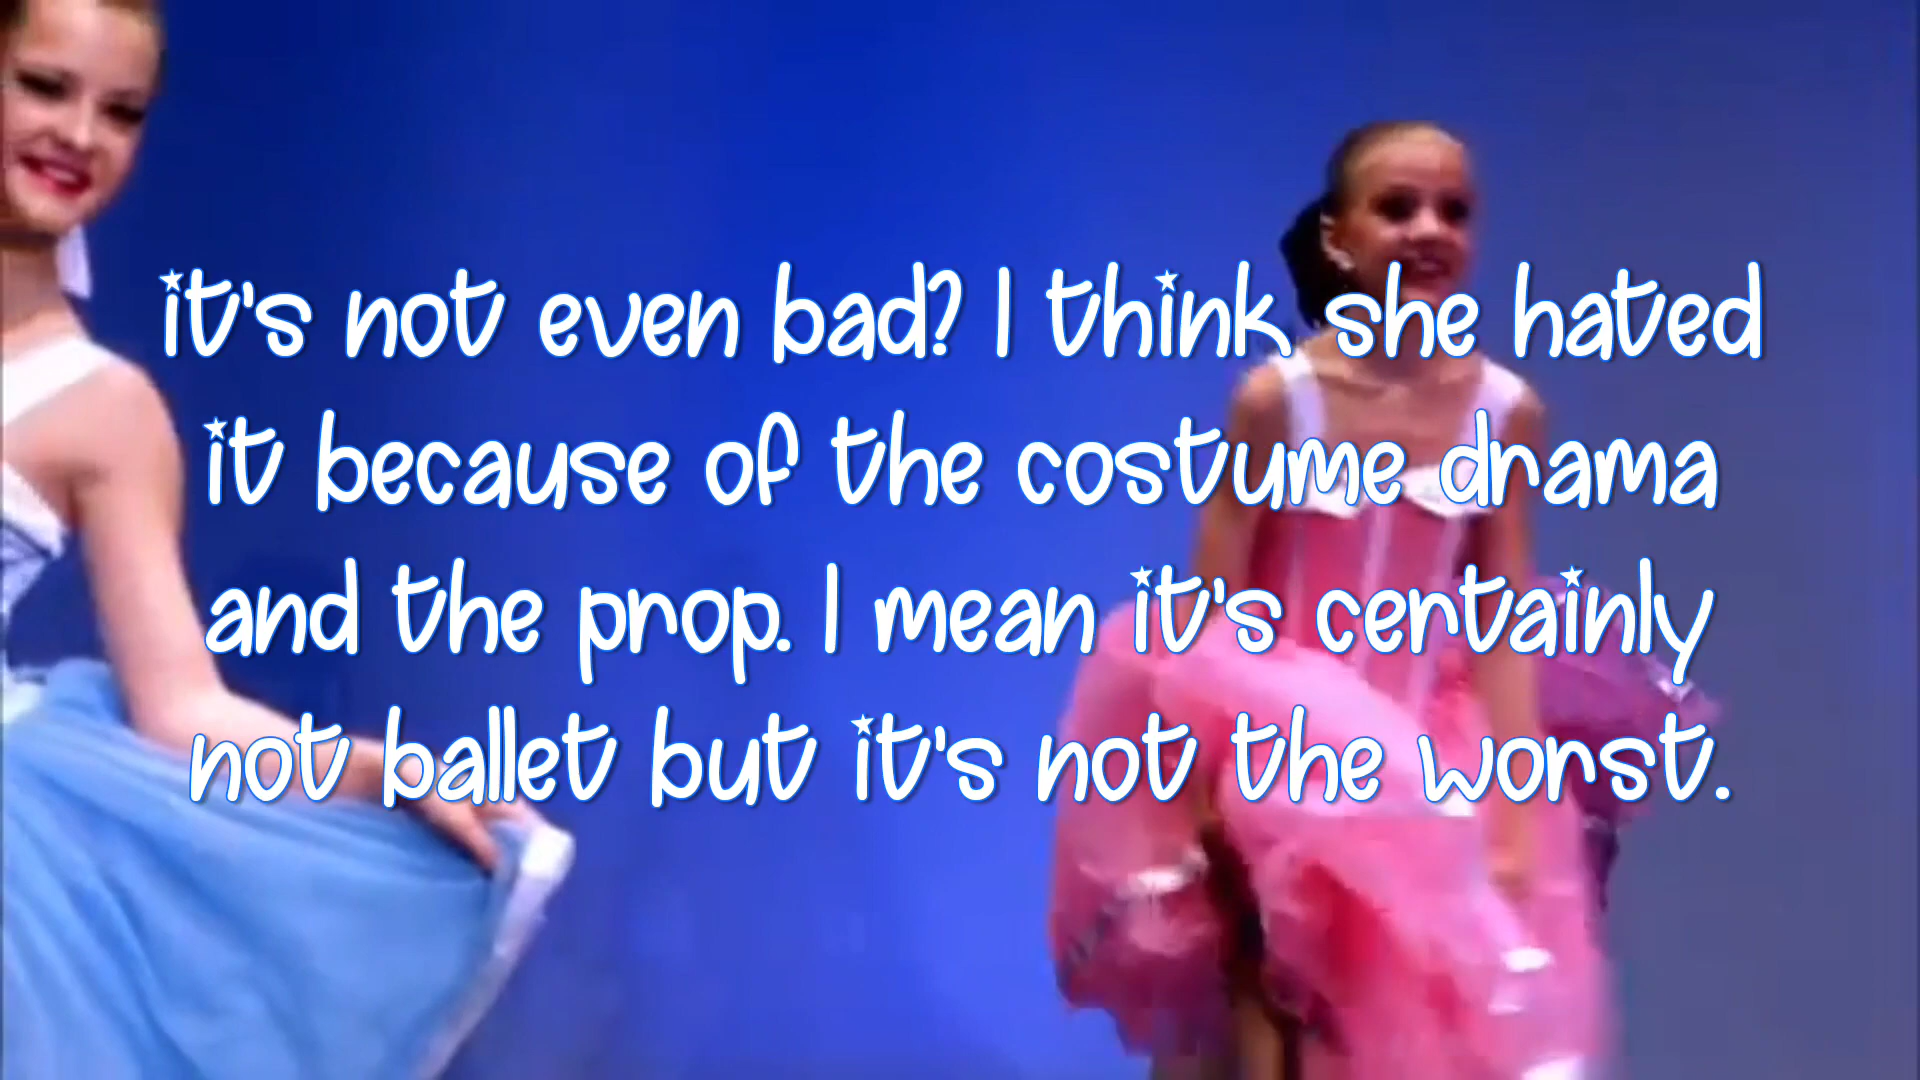 it's not even bad? I think she hated
it because of the costume drama
and the prop. I mean it's certainly
not ballet but it's not the worst.